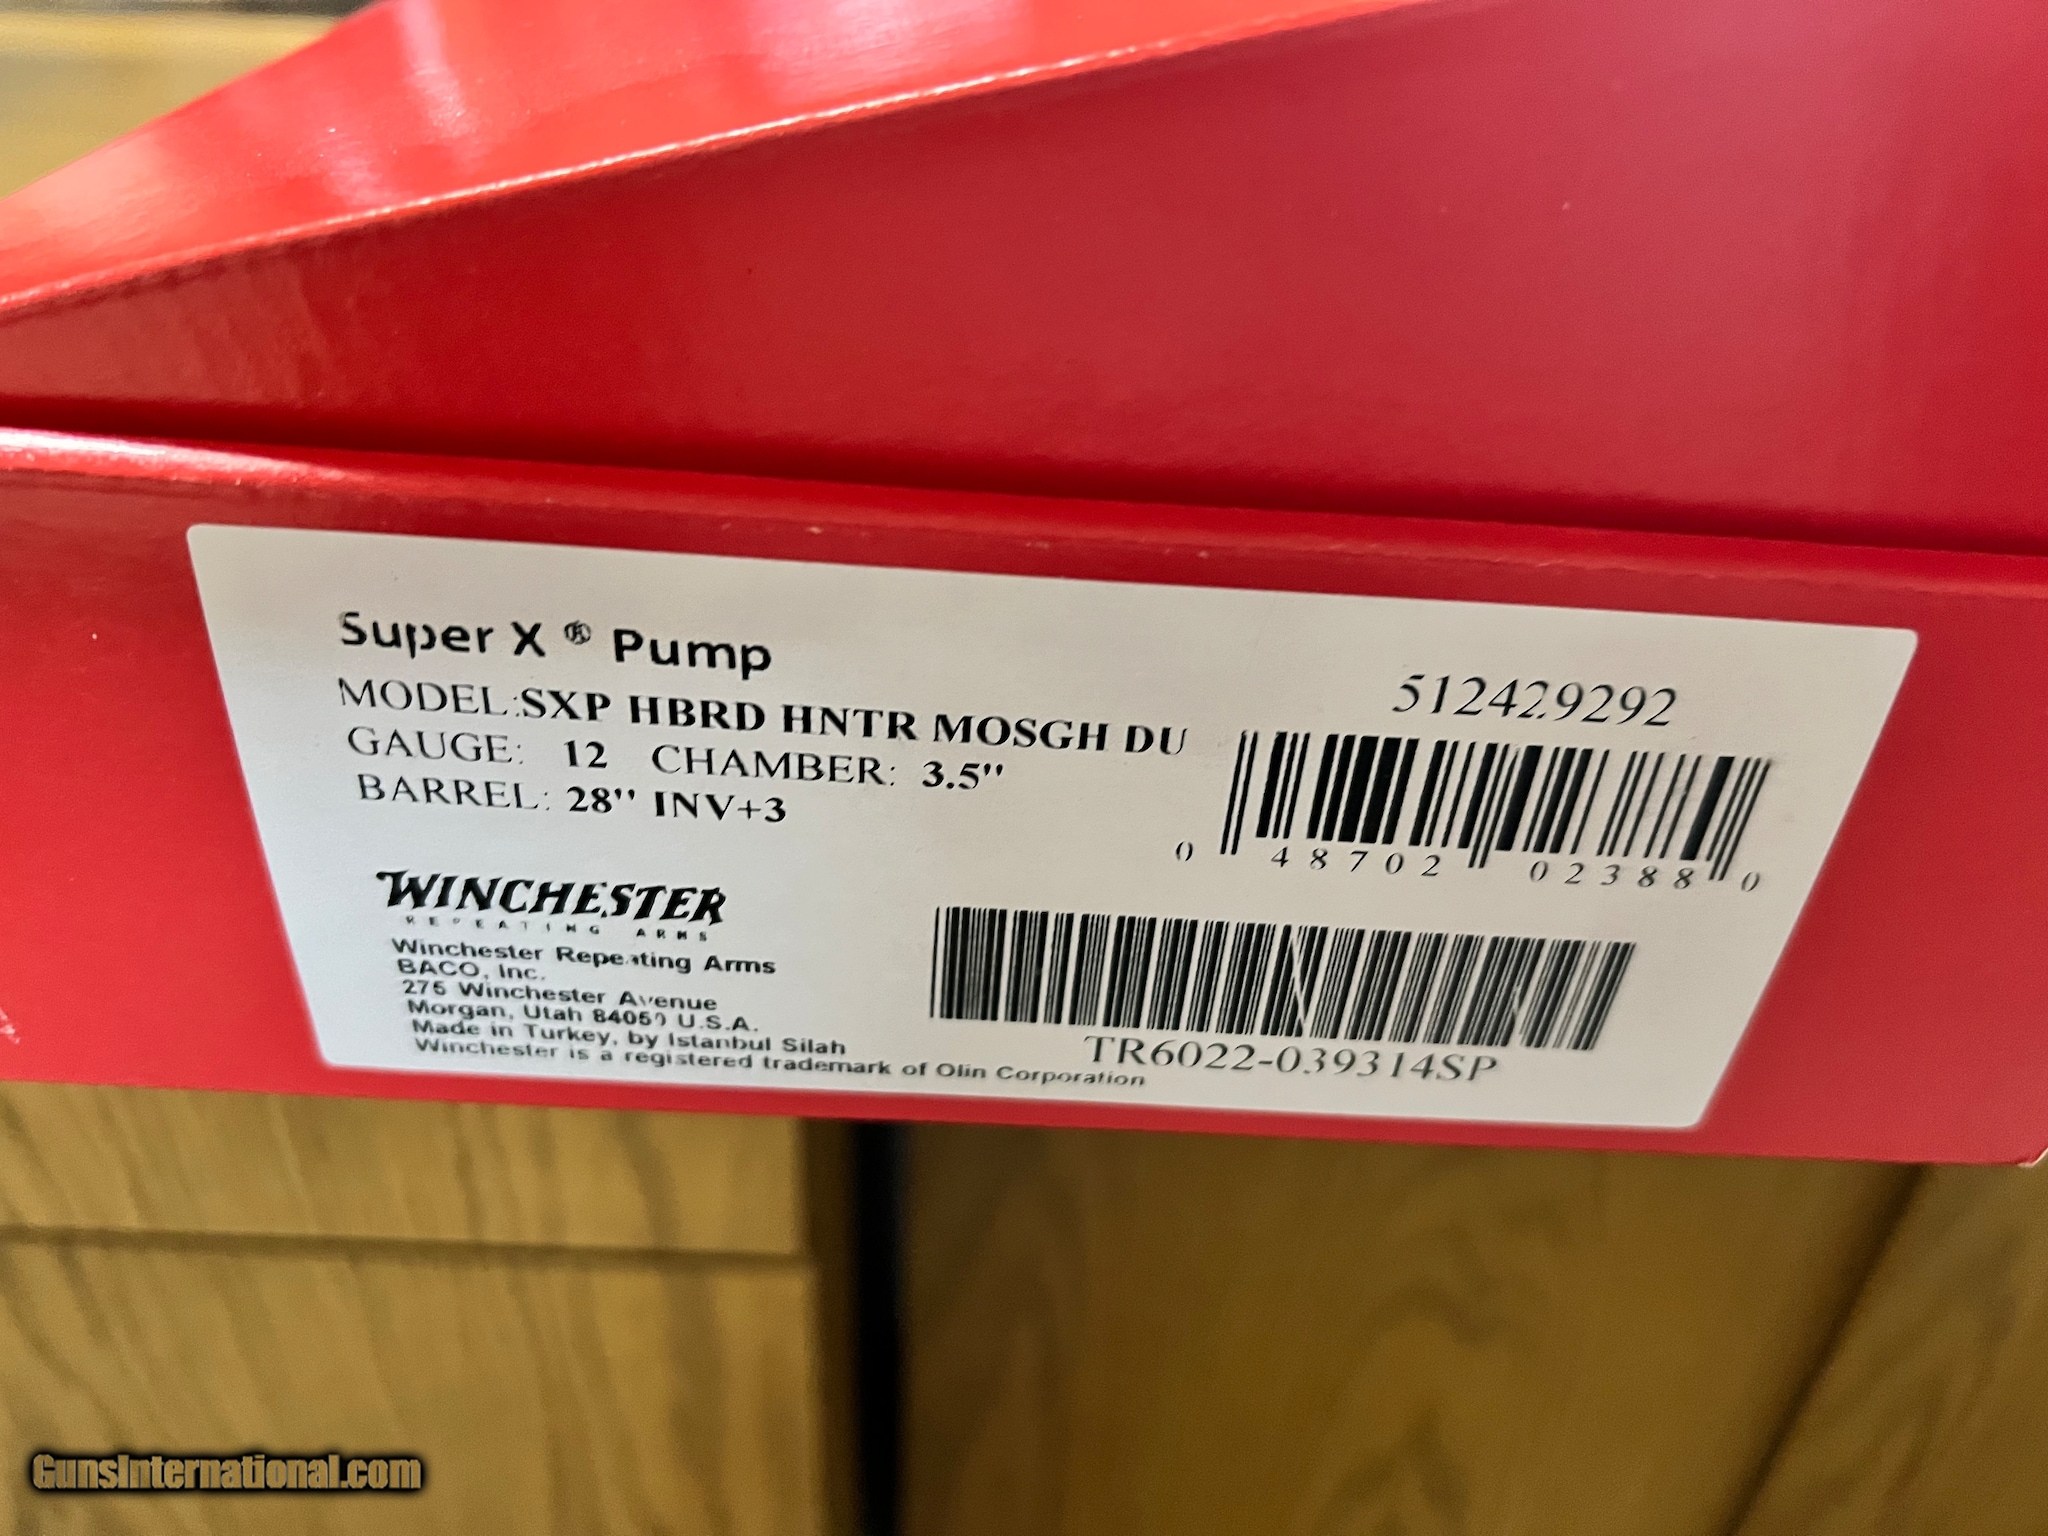 Super X ® Pump
MODEL:SXP HBRD HNTR MOSGH DU
GAUGE: 12 CHAMBER: 3.5"
BARREL: 28" INV+3
512429292
0 48702 02388 0
WINCHESTER
REPEATING ARMS
Winchester Repeating Arms
BACO, Inc.
275 Winchester Avenue
Morgan, Utah 84050 U.S.A.
Made in Turkey, by Istanbul Silah
Winchester is a registered trademark of Olin Corporation
TR6022-039314SP
GunsInternational.com